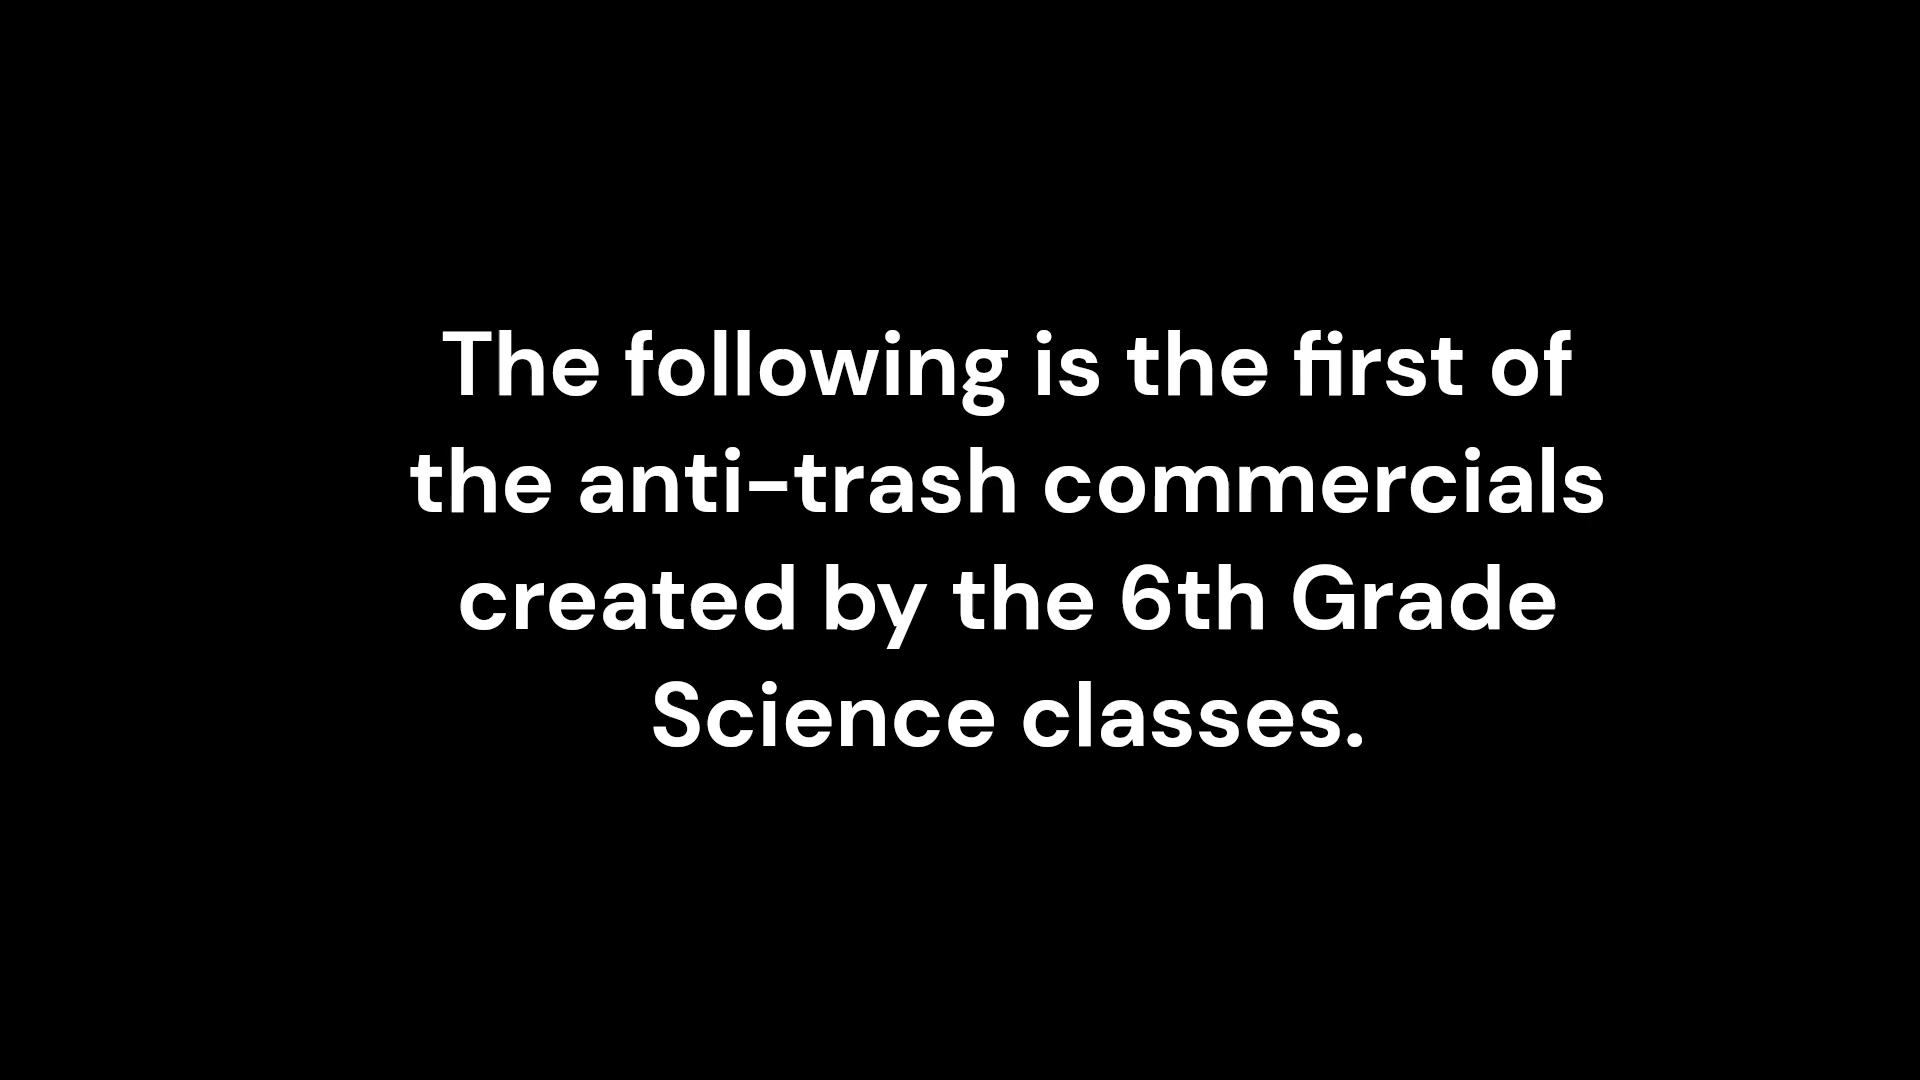 The following is the first of
the anti-trash commercials
created by the 6th Grade
Science classes.